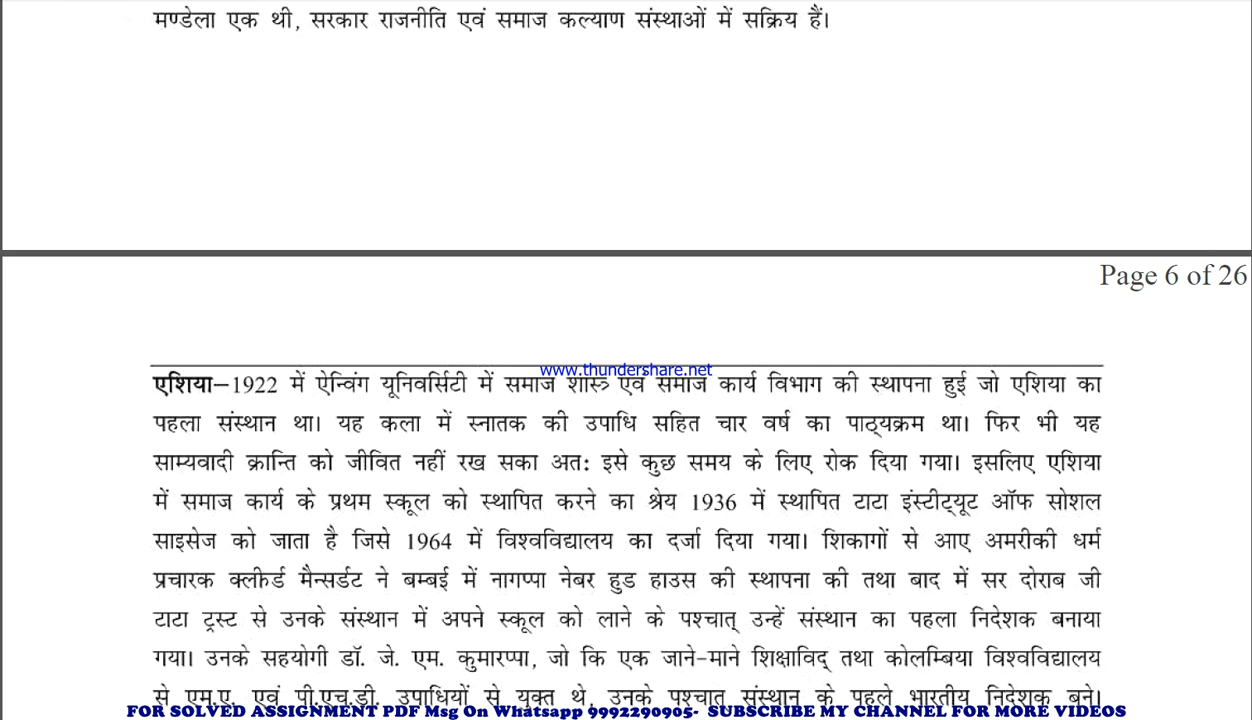 मण्डेला एक थी, सरकार राजनीति एवं समाज कल्याण संस्थाओं में सक्रिय हैं।
Page 6 of 26
www.thundershare.net
एशिया–1922 में ऐन्विंग यूनिवर्सिटी में समाज शास्त्र एवं समाज कार्य विभाग की स्थापना हुई जो एशिया का
पहला संस्थान था। यह कला में स्नातक की उपाधि सहित चार वर्ष का पाठ्यक्रम था। फिर भी यह
साम्यवादी क्रान्ति को जीवित नहीं रख सका अतः इसे कुछ समय के लिए रोक दिया गया। इसलिए एशिया
में समाज कार्य के प्रथम स्कूल को स्थापित करने का श्रेय 1936 में स्थापित टाटा इंस्टीट्यूट ऑफ सोशल
साइसेज को जाता है जिसे 1964 में विश्वविद्यालय का दर्जा दिया गया। शिकागों से आए अमरीकी धर्म
प्रचारक क्लीफर्ड मैन्सर्डट ने बम्बई में नागप्पा नेबर हुड हाउस की स्थापना की तथा बाद में सर दोराब जी
टाटा ट्रस्ट से उनके संस्थान में अपने स्कूल को लाने के पश्चात् उन्हें संस्थान का पहला निदेशक बनाया
गया। उनके सहयोगी डॉ. जे. एम. कुमारप्पा, जो कि एक जाने-माने शिक्षाविद् तथा कोलम्बिया विश्वविद्यालय
से एम.ए. एवं पी.एच.डी. उपाधियों से युक्त थे, उनके पश्चात संस्थान के पहले भारतीय निदेशक बने।
FOR SOLVED ASSIGNMENT PDF Msg On Whatsapp 9992290905- SUBSCRIBE MY CHANNEL FOR MORE VIDEOS